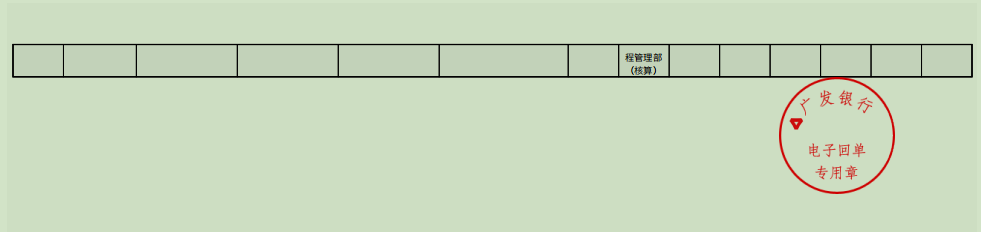 程管理部
（核算）
广发银行
电子回单
专用章